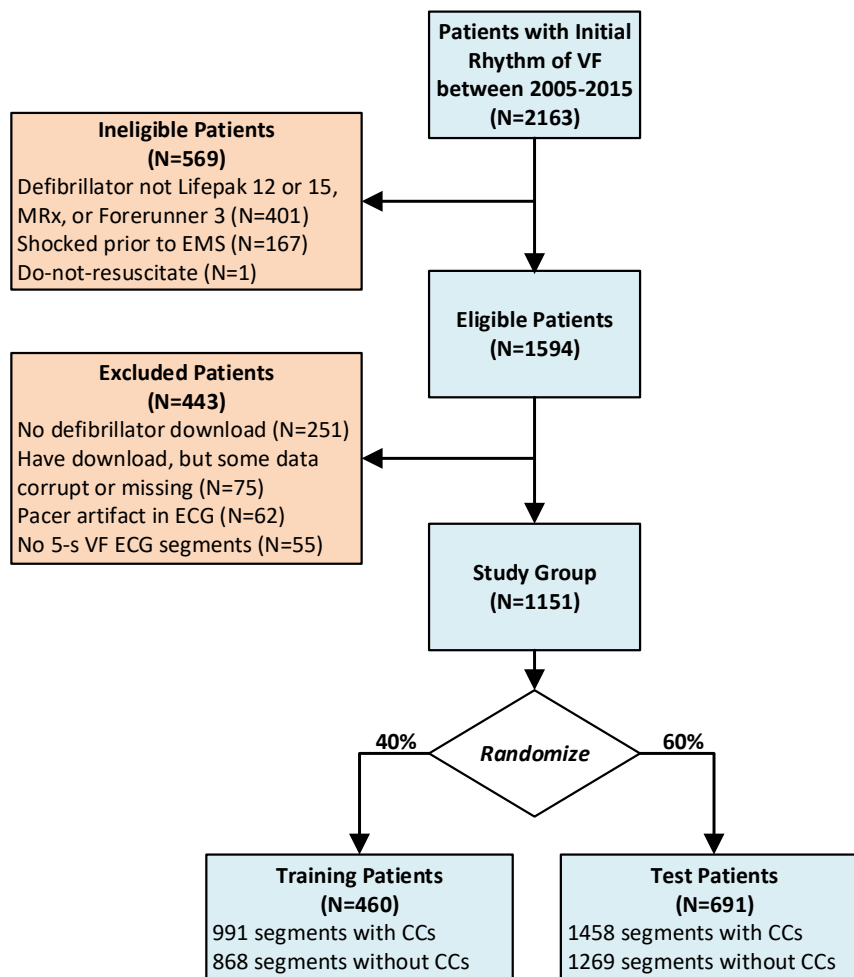 Patients with Initial
Rhythm of VF
between 2005-2015
(N=2163)
Ineligible Patients
(N=569)
Defibrillator not Lifepak 12 or 15,
MRx, or Forerunner 3 (N=401)
Shocked prior to EMS (N=167)
Do-not-resuscitate (N=1)
Eligible Patients
(N=1594)
Excluded Patients
(N=443)
No defibrillator download (N=251)
Have download, but some data
corrupt or missing (N=75)
Pacer artifact in ECG (N=62)
No 5-s VF ECG segments (N=55)
Study Group
(N=1151)
40%
Randomize
60%
Training Patients
(N=460)
991 segments with CCs
868 segments without CCs
Test Patients
(N=691)
1458 segments with CCs
1269 segments without CCs